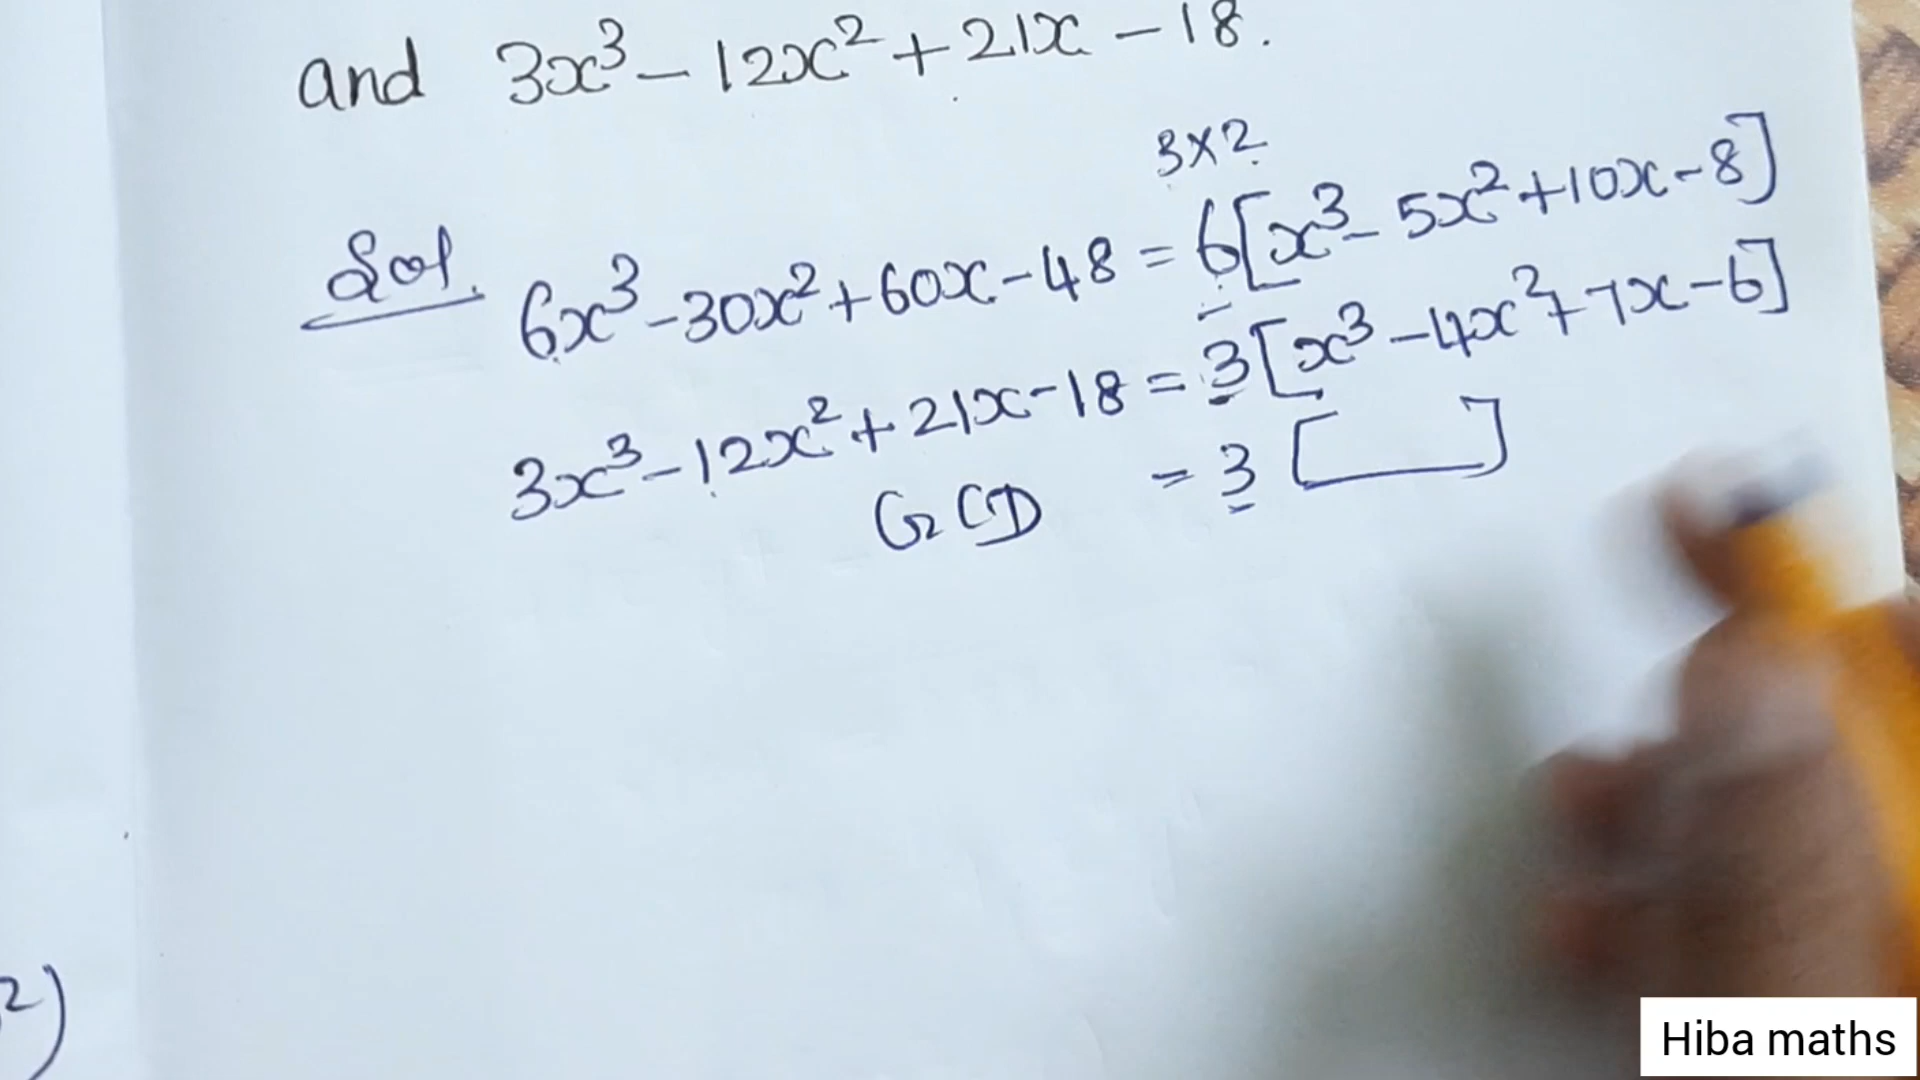 and 3x³ - 12x² + 21x - 18.
3×2
Sol. 6x³ - 30x² + 60x - 48 = 6[x³ - 5x² + 10x - 8]
3x³ - 12x² + 21x - 18 = 3[x³ - 4x² + 7x - 6]
GCD = 3 [ ]
2)
Hiba maths